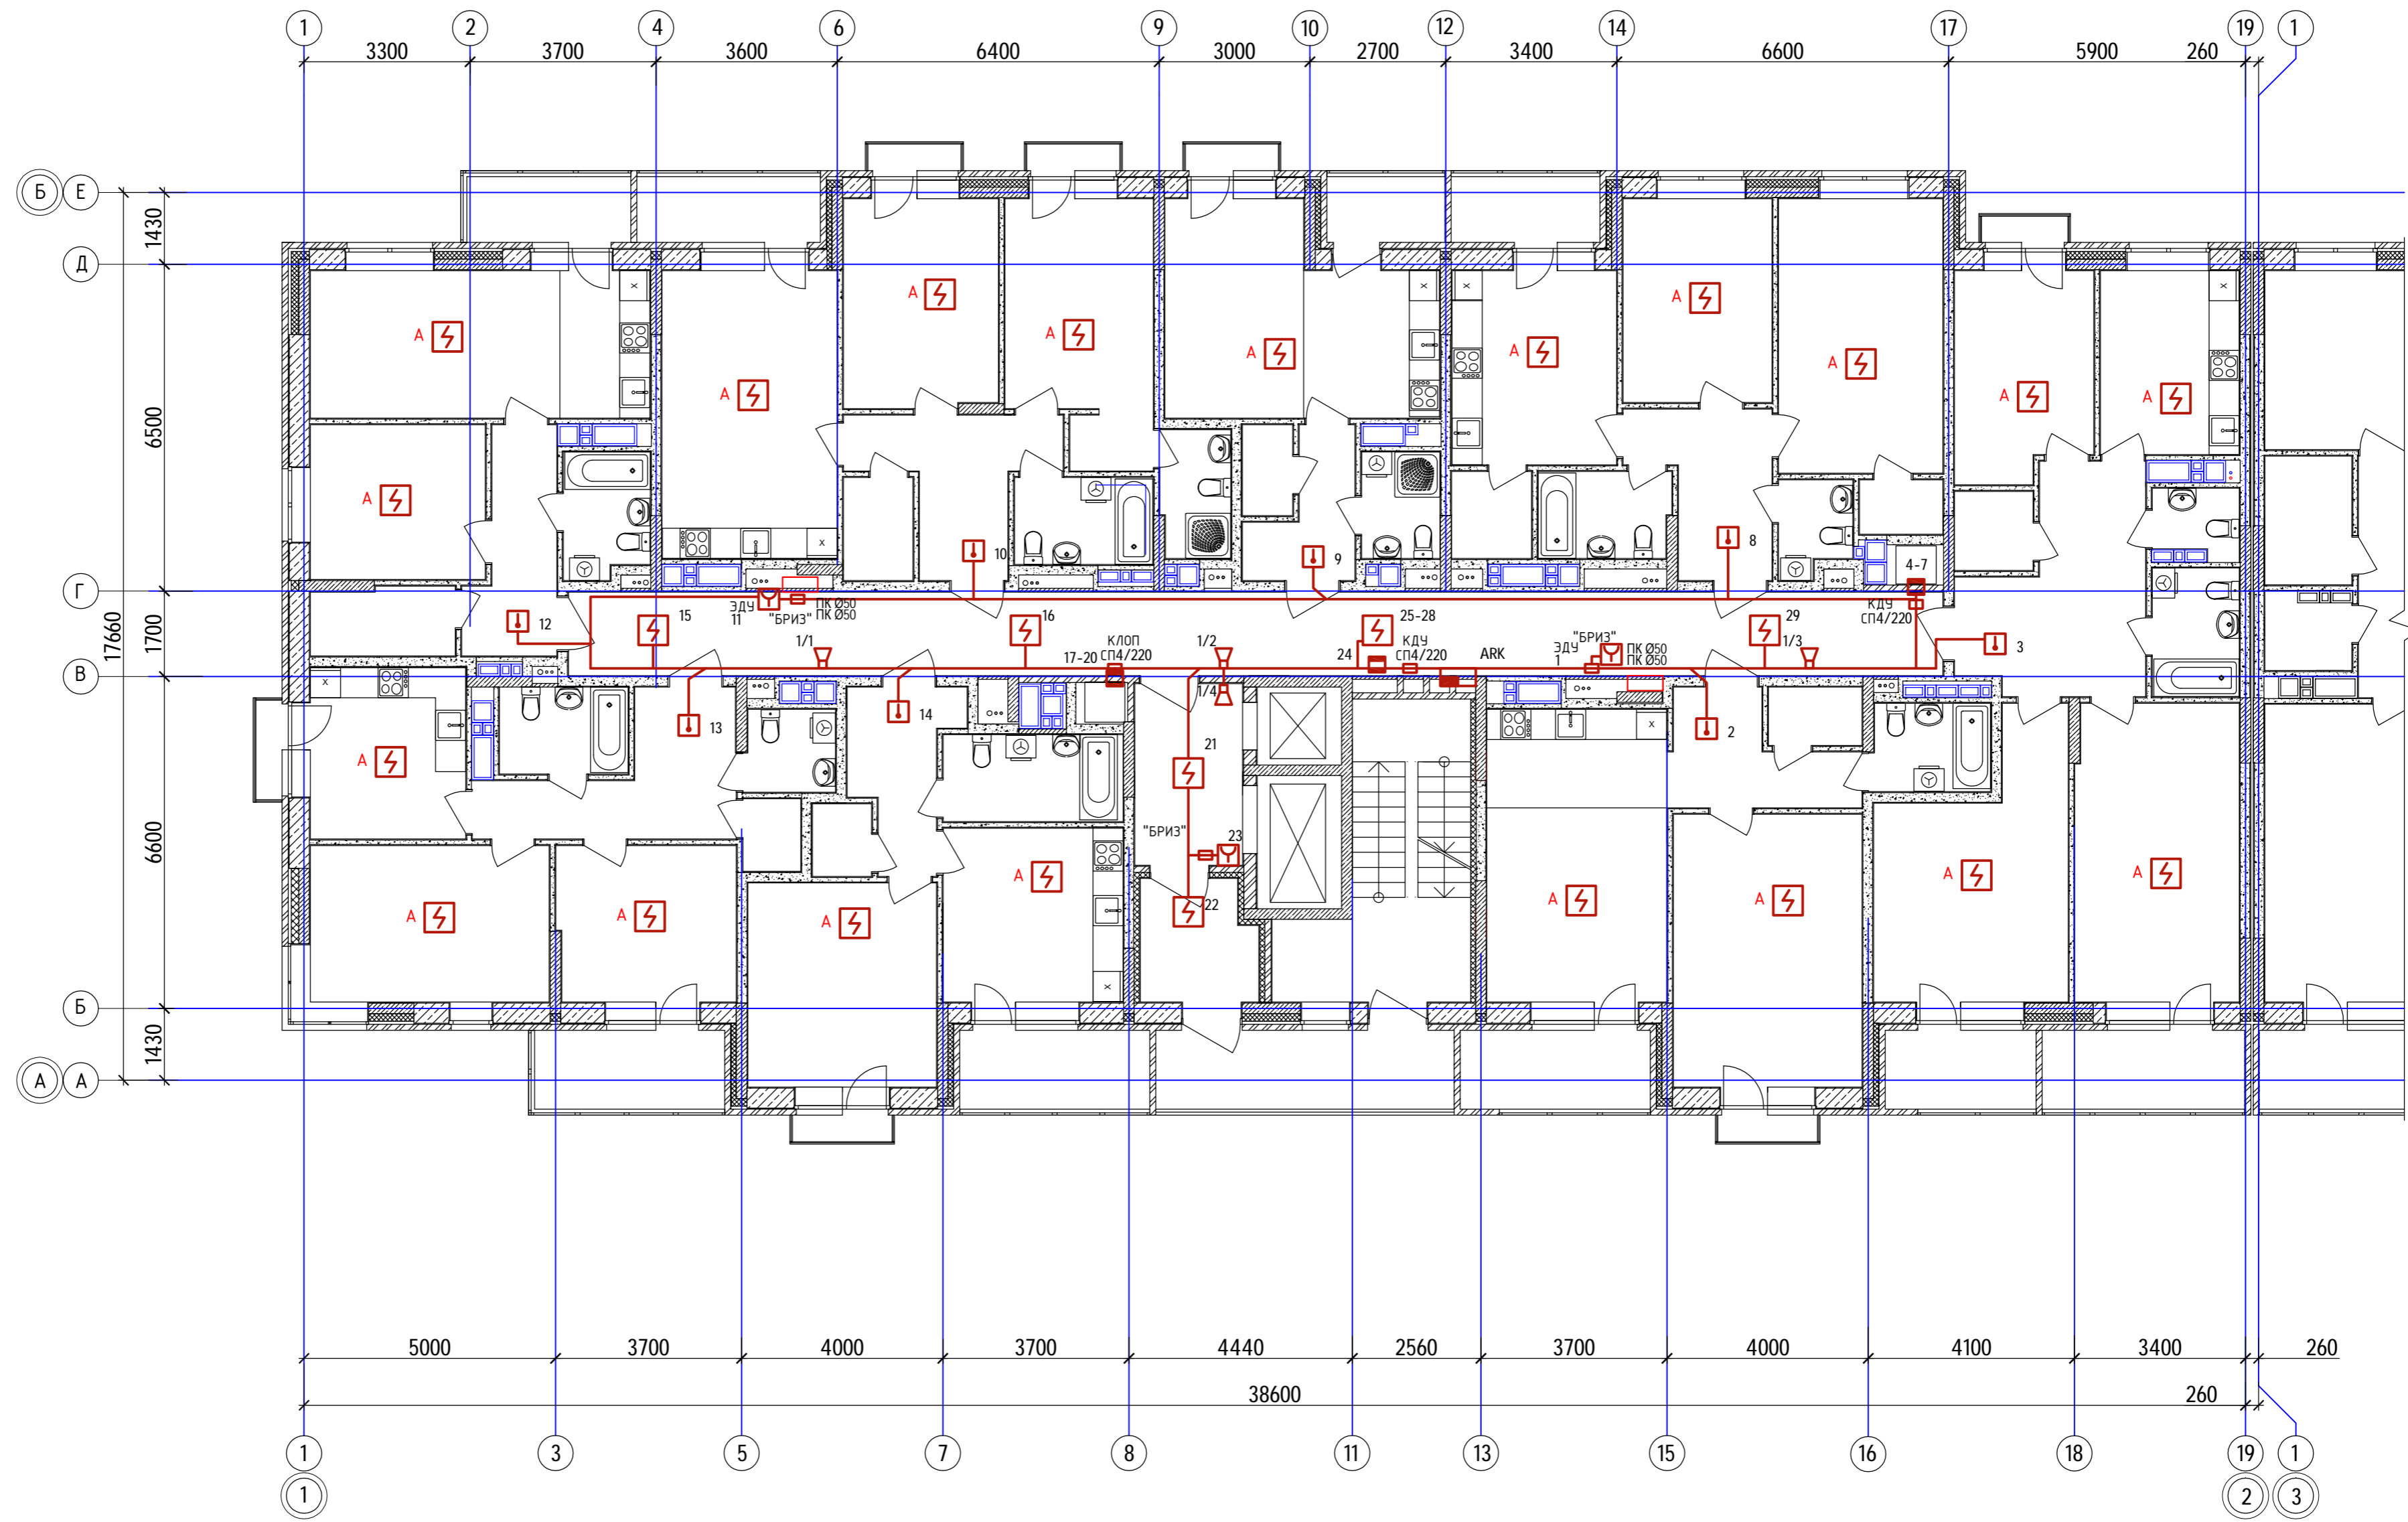 1 2 4 6 9 10 12 14 17 19 1
3300 3700 3600 6400 3000 2700 3400 6600 5900 260
Б Е
1430
Д
А А А А А А А А А А
6500
А
10 9 8
4-7
Г
ЭДУ
11
"БРИЗ"
ПК Ø50
ПК Ø50
КДУ
СП4/220
17660
1700
12 15 16 25-28 29 3
1/1
КЛОП
СП4/220
17-20
1/2
24
КДУ
СП4/220
ARK
ЭДУ
1
"БРИЗ"
ПК Ø50
ПК Ø50
1/3
В
1/4
13 14 21 2
А
6600
"БРИЗ"
23
А А А А А А А А
22
Б
1430
А А
5000 3700 4000 3700 4440 2560 3700 4000 4100 3400 260
38600 260
1 3 5 7 8 11 13 15 16 18 19 1
1 2 3